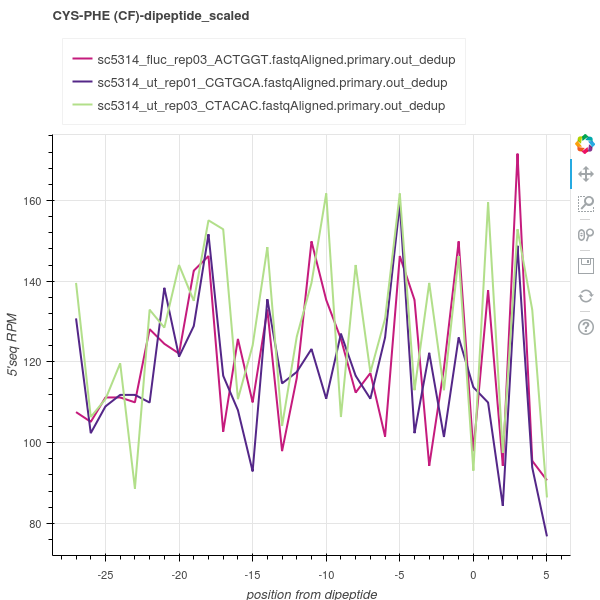 CYS-PHE (CF)-dipeptide_scaled
sc5314_fluc_rep03_ACTGGT.fastqAligned.primary.out_dedup
sc5314_ut_rep01_CGTGCA.fastqAligned.primary.out_dedup
sc5314_ut_rep03_CTACAC.fastqAligned.primary.out_dedup
160
140
120
100
80
5'seq RPM
-25 -20 -15 -10 -5 0 5
position from dipeptide